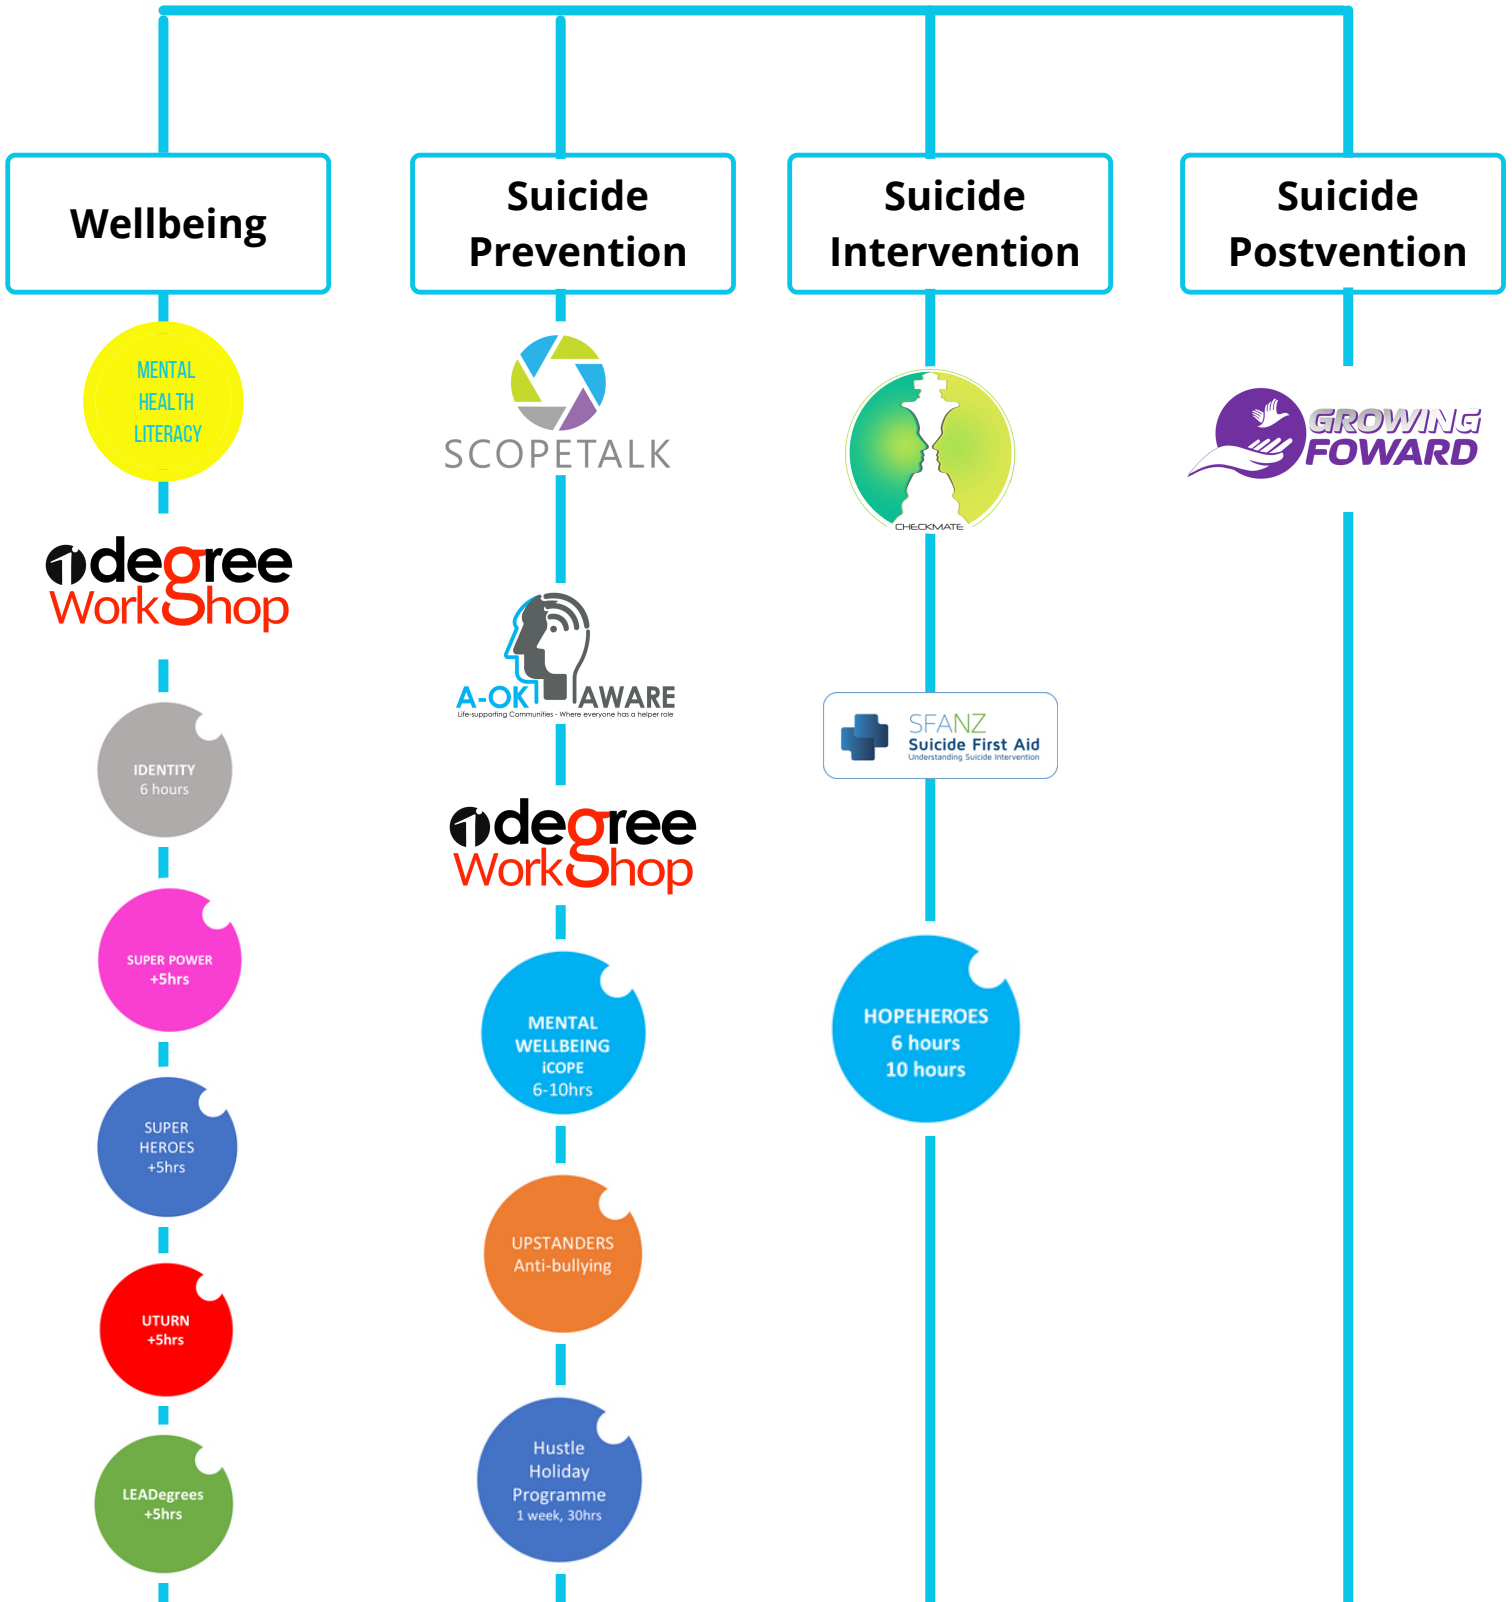 Wellbeing
MENTAL
HEALTH
LITERACY
1degree
WorkShop
IDENTITY
6 hours
SUPER POWER
+5hrs
SUPER
HEROES
+5hrs
UTURN
+5hrs
LEADegrees
+5hrs
Suicide
Prevention
SCOPETALK
A-OK AWARE
Life-supporting Communities - Where everyone has a helper role
1degree
WorkShop
MENTAL
WELLBEING
iCOPE
6-10hrs
UPSTANDERS
Anti-bullying
Hustle
Holiday
Programme
1 week, 30hrs
Suicide
Intervention
CHECKMATE
SFANZ
Suicide First Aid
Understanding Suicide Intervention
HOPEHEROES
6 hours
10 hours
Suicide
Postvention
GROWING
FOWARD